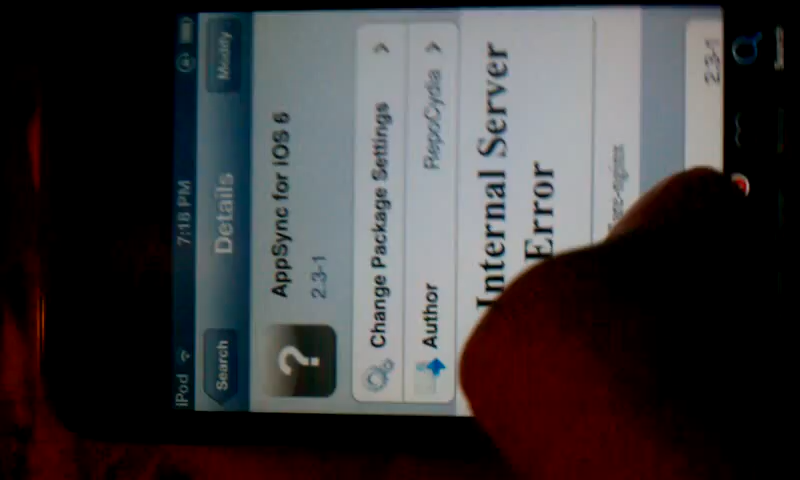 iPod 7:18 PM
Search Details Modify
AppSync for iOS 6
2.3-1
Change Package Settings
Author RepoCydia
Internal Server
Error
2.3-1